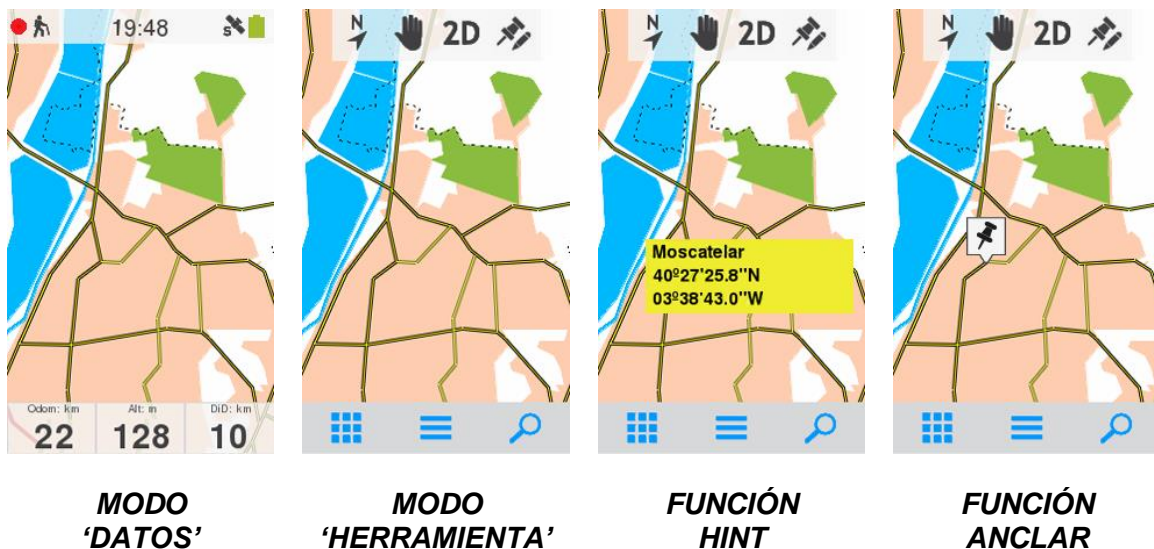 19:48
S
N
2D
N
2D
N
2D
Moscatelar
40º27'25.8"N
03º38'43.0"W
Odom: km
Alt: m
DiD: km
22
128
10
MODO
‘DATOS’
MODO
‘HERRAMIENTA’
FUNCIÓN
HINT
FUNCIÓN
ANCLAR